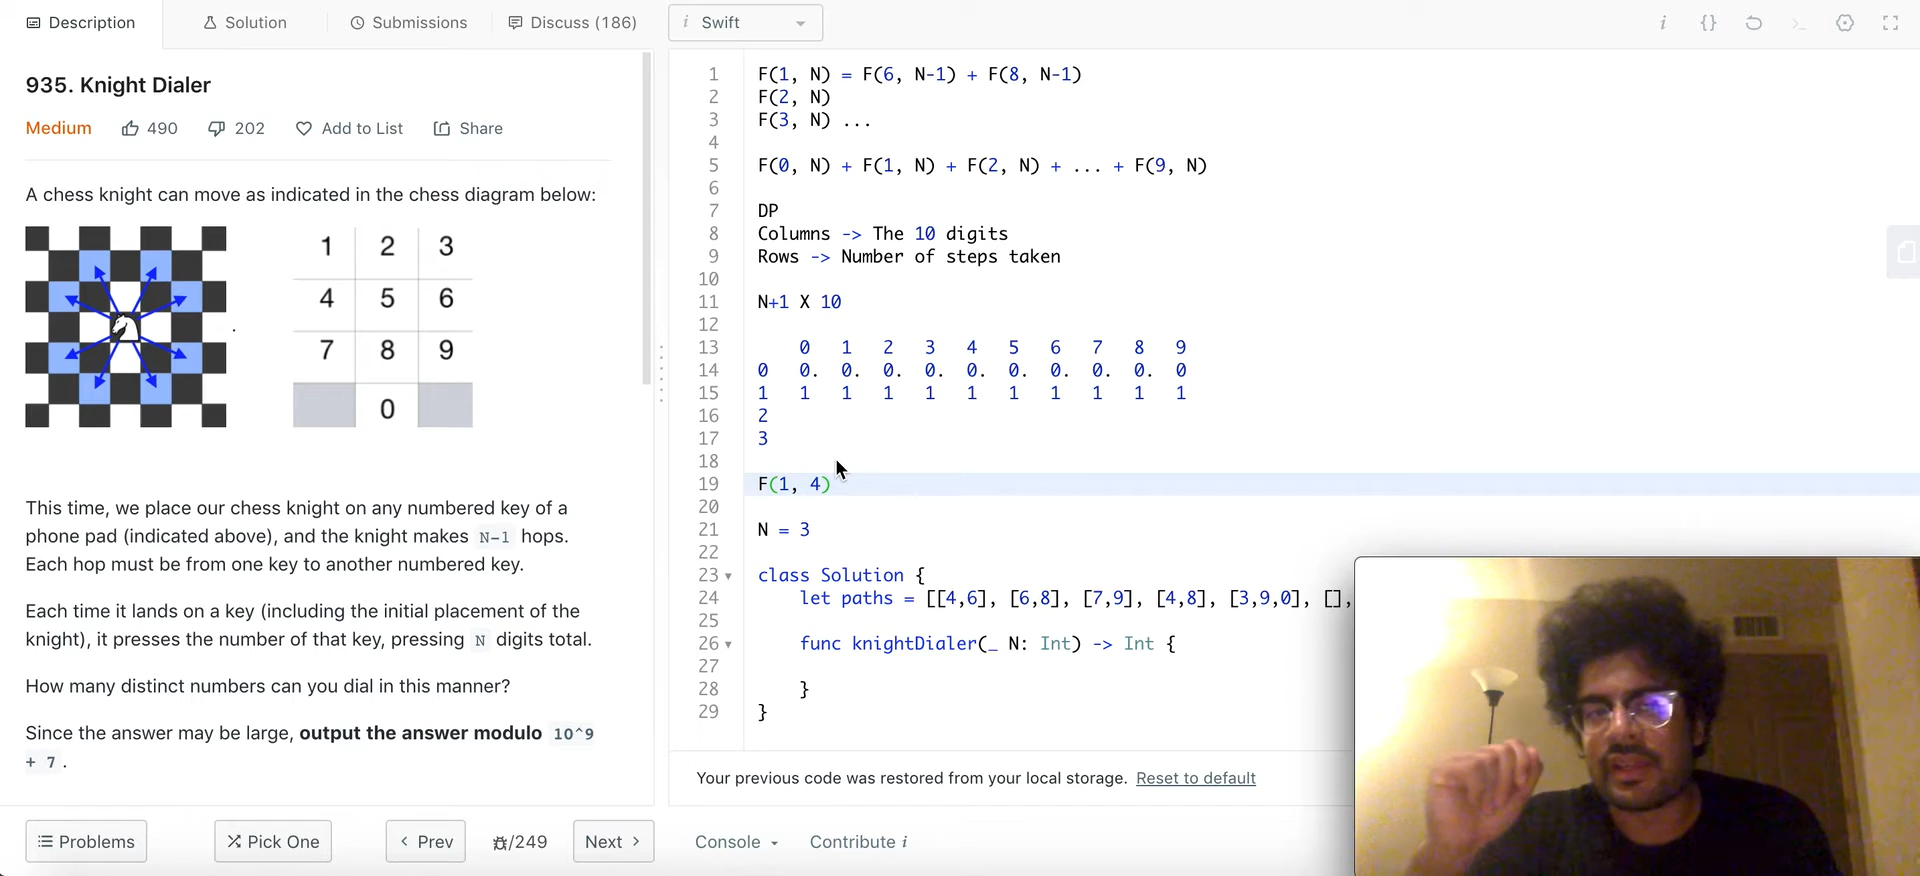 Description
Solution
Submissions
Discuss (186)
i Swift
i {} >_
935. Knight Dialer
Medium 490 202 Add to List Share
A chess knight can move as indicated in the chess diagram below:
1 2 3
4 5 6
7 8 9
0
.
This time, we place our chess knight on any numbered key of a
phone pad (indicated above), and the knight makes N-1 hops.
Each hop must be from one key to another numbered key.
Each time it lands on a key (including the initial placement of the
knight), it presses the number of that key, pressing N digits total.
How many distinct numbers can you dial in this manner?
Since the answer may be large, output the answer modulo 10^9
+ 7 .
Problems
Pick One
< Prev
/249
Next >
1 F(1, N) = F(6, N-1) + F(8, N-1)
2 F(2, N)
3 F(3, N) ...
4
5 F(0, N) + F(1, N) + F(2, N) + ... + F(9, N)
6
7 DP
8 Columns -> The 10 digits
9 Rows -> Number of steps taken
10
11 N+1 X 10
12
13 0 1 2 3 4 5 6 7 8 9
14 0 0. 0. 0. 0. 0. 0. 0. 0. 0. 0
15 1 1 1 1 1 1 1 1 1 1 1
16 2
17 3
18
19 F(1, 4)
20
21 N = 3
22
23 class Solution {
24 let paths = [[4,6], [6,8], [7,9], [4,8], [3,9,0], [],
25
26 func knightDialer(_ N: Int) -> Int {
27
28 }
29 }
Your previous code was restored from your local storage. Reset to default
Console
Contribute i